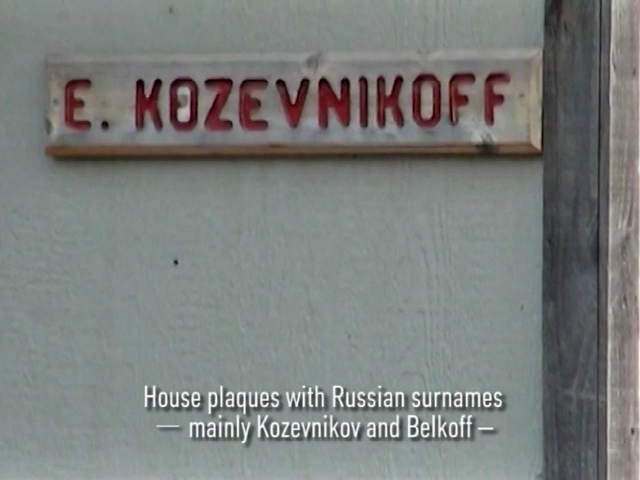 E. KOZEVNIKOFF
House plaques with Russian surnames
— mainly Kozevnikov and Belkoff –